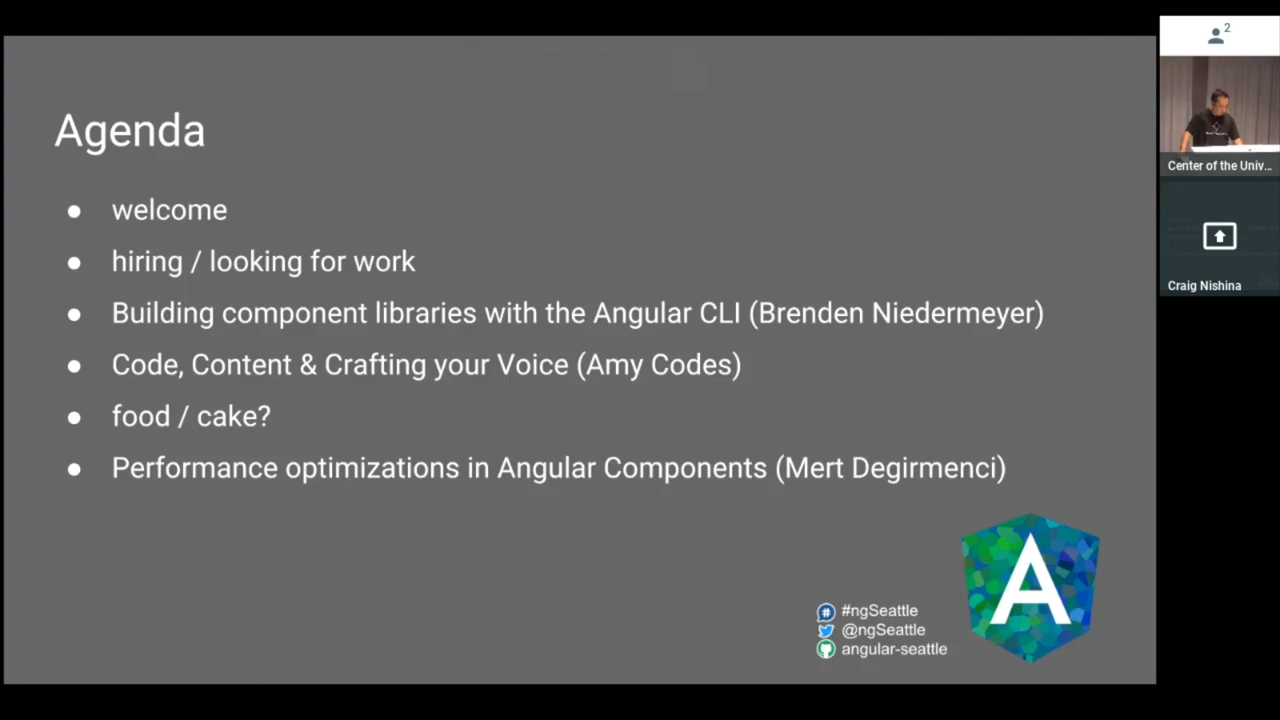 Agenda
● welcome
● hiring / looking for work
● Building component libraries with the Angular CLI (Brenden Niedermeyer)
● Code, Content & Crafting your Voice (Amy Codes)
● food / cake?
● Performance optimizations in Angular Components (Mert Degirmenci)
#ngSeattle
@ngSeattle
angular-seattle
A
2
Center of the Univ...
Craig Nishina